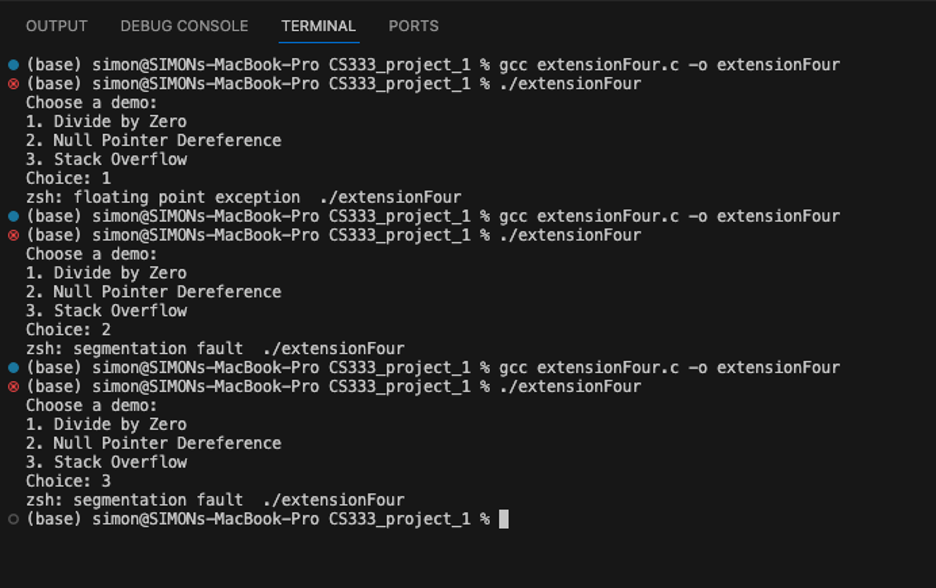 OUTPUT DEBUG CONSOLE TERMINAL PORTS
(base) simon@SIMONs-MacBook-Pro CS333_project_1 % gcc extensionFour.c -o extensionFour
(base) simon@SIMONs-MacBook-Pro CS333_project_1 % ./extensionFour
Choose a demo:
1. Divide by Zero
2. Null Pointer Dereference
3. Stack Overflow
Choice: 1
zsh: floating point exception  ./extensionFour
(base) simon@SIMONs-MacBook-Pro CS333_project_1 % gcc extensionFour.c -o extensionFour
(base) simon@SIMONs-MacBook-Pro CS333_project_1 % ./extensionFour
Choose a demo:
1. Divide by Zero
2. Null Pointer Dereference
3. Stack Overflow
Choice: 2
zsh: segmentation fault  ./extensionFour
(base) simon@SIMONs-MacBook-Pro CS333_project_1 % gcc extensionFour.c -o extensionFour
(base) simon@SIMONs-MacBook-Pro CS333_project_1 % ./extensionFour
Choose a demo:
1. Divide by Zero
2. Null Pointer Dereference
3. Stack Overflow
Choice: 3
zsh: segmentation fault  ./extensionFour
(base) simon@SIMONs-MacBook-Pro CS333_project_1 %